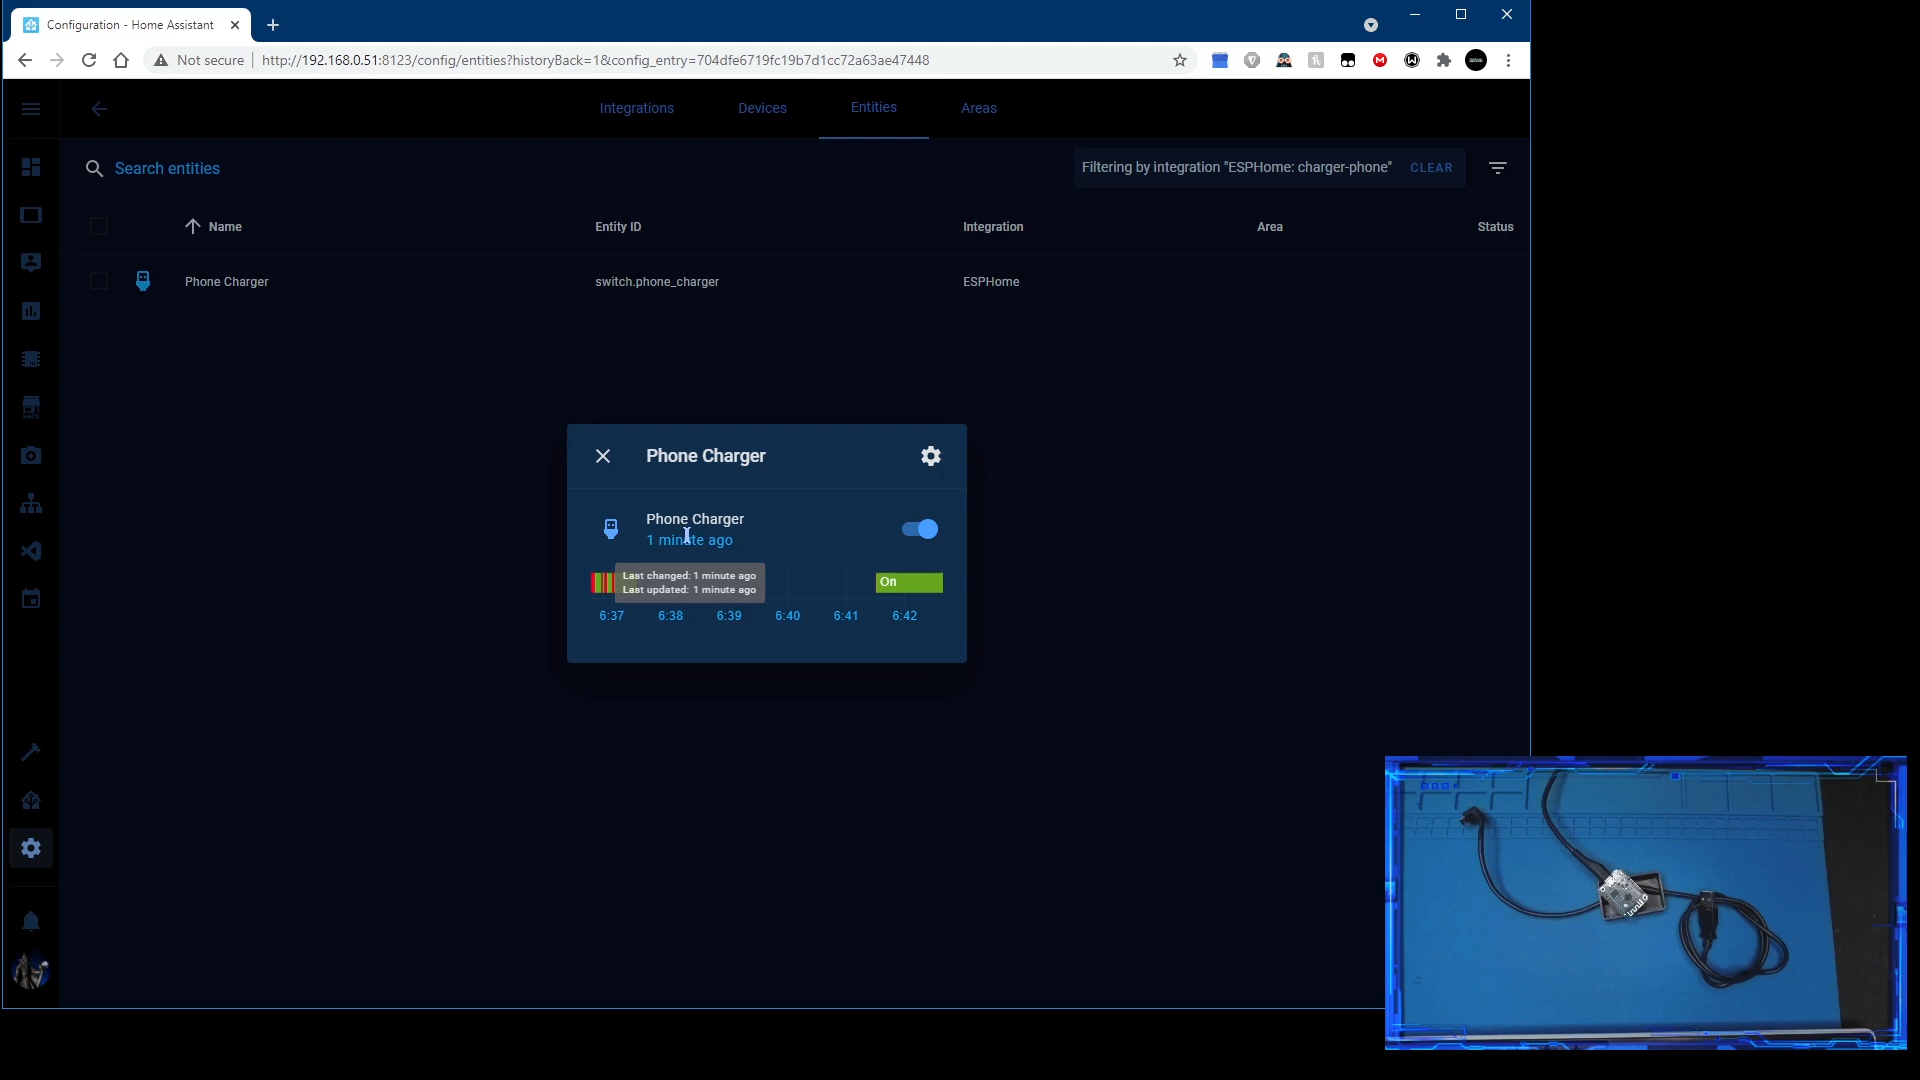 Configuration - Home Assistant
Not secure
http://192.168.0.51:8123/config/entities?historyBack=1&config_entry=704dfe6719fc19b7d1cc72a63ae47448
Integrations
Devices
Entities
Areas
Search entities
Filtering by integration "ESPHome: charger-phone"
CLEAR
Name
Entity ID
Integration
Area
Status
Phone Charger
switch.phone_charger
ESPHome
Phone Charger
Phone Charger
1 minute ago
Last changed: 1 minute ago
Last updated: 1 minute ago
On
6:37
6:38
6:39
6:40
6:41
6:42
HACS